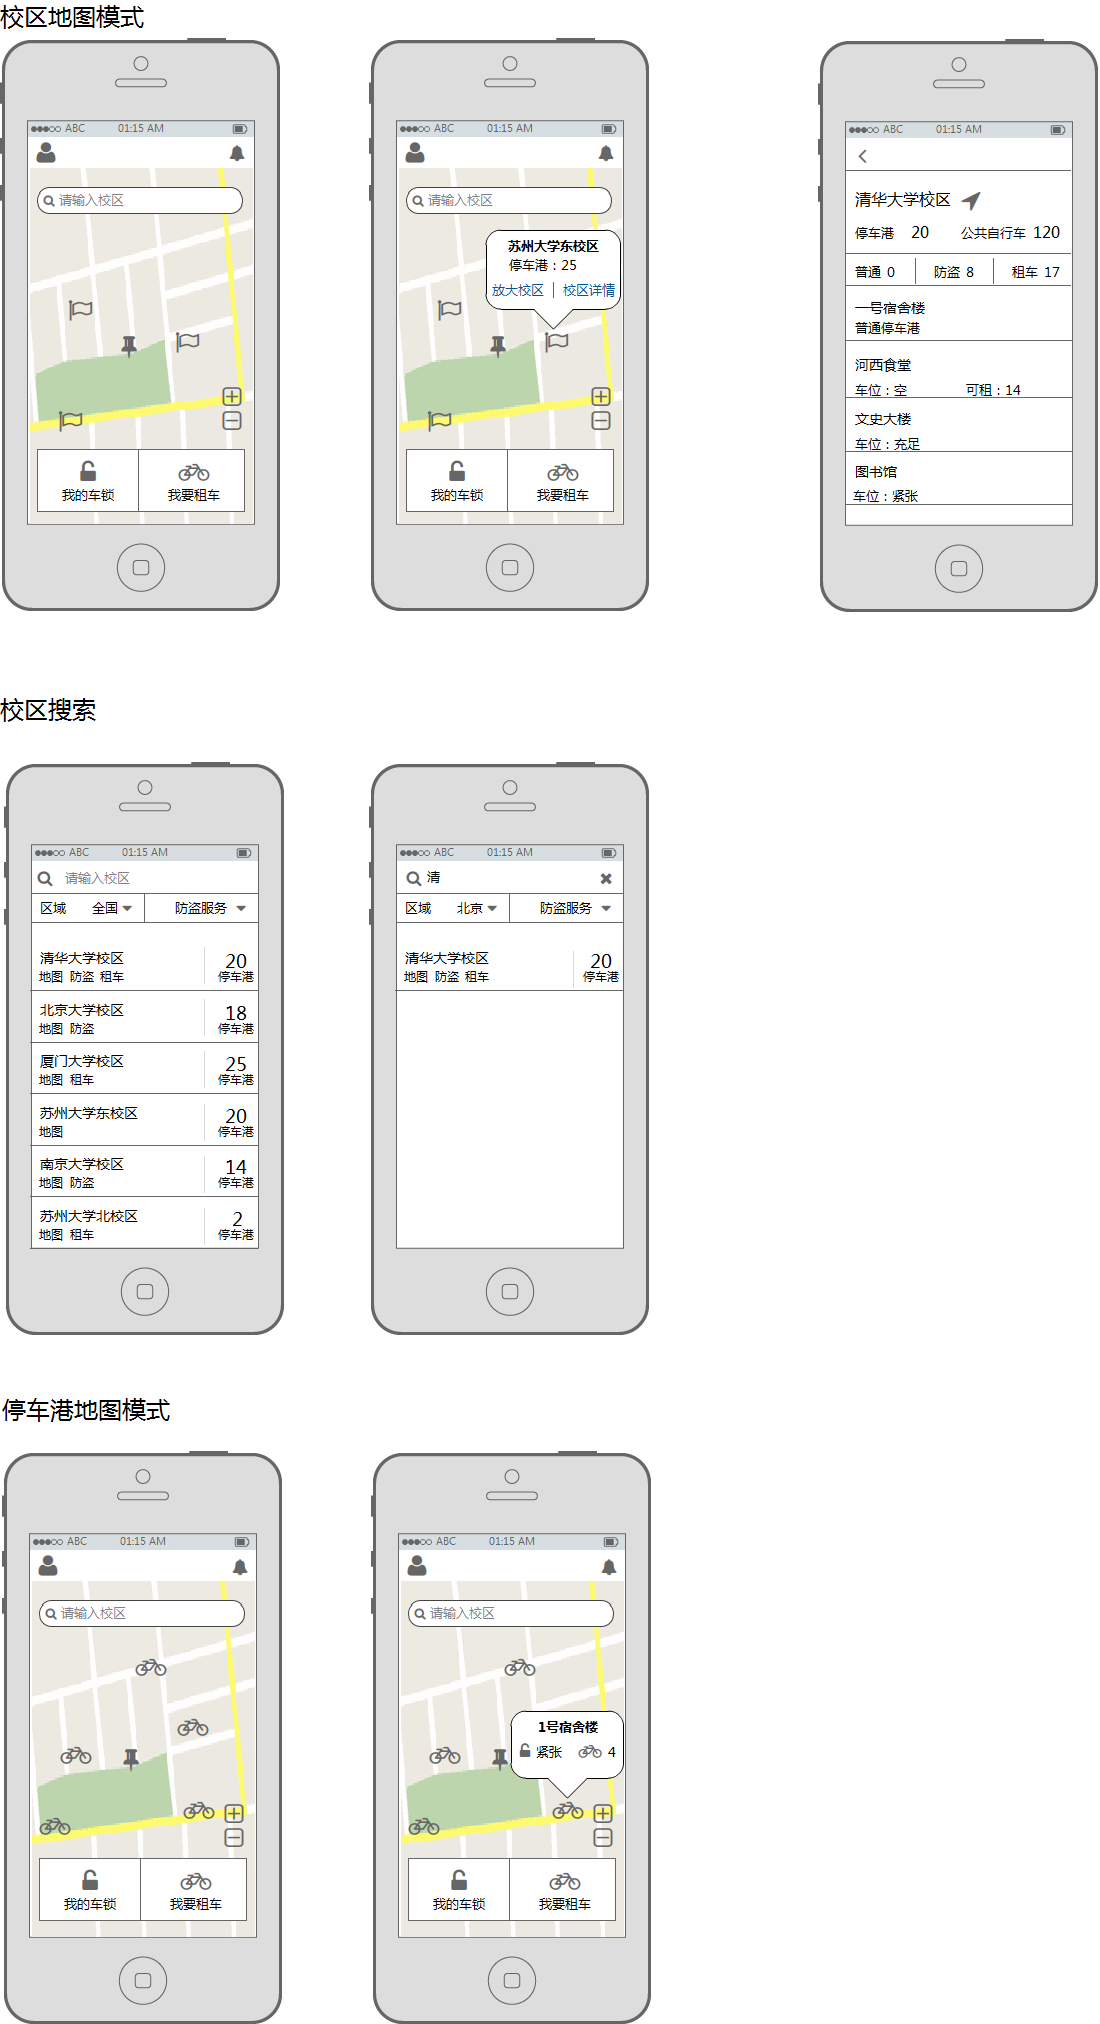 校区地图模式
ABC 01:15 AM
请输入校区
我的车锁 我要租车
ABC 01:15 AM
请输入校区
苏州大学东校区
停车港：25
放大校区 校区详情
我的车锁 我要租车
ABC 01:15 AM
清华大学校区
停车港 20 公共自行车 120
普通 0 防盗 8 租车 17
一号宿舍楼
普通停车港
河西食堂
车位：空 可租：14
文史大楼
车位：充足
图书馆
车位：紧张
校区搜索
ABC 01:15 AM
请输入校区
区域 全国 防盗服务
清华大学校区 20
地图 防盗 租车 停车港
北京大学校区 18
地图 防盗 停车港
厦门大学校区 25
地图 租车 停车港
苏州大学东校区 20
地图 停车港
南京大学校区 14
地图 防盗 停车港
苏州大学北校区 2
地图 租车 停车港
ABC 01:15 AM
清
区域 北京 防盗服务
清华大学校区 20
地图 防盗 租车 停车港
停车港地图模式
ABC 01:15 AM
请输入校区
我的车锁 我要租车
ABC 01:15 AM
请输入校区
1号宿舍楼
紧张 4
我的车锁 我要租车